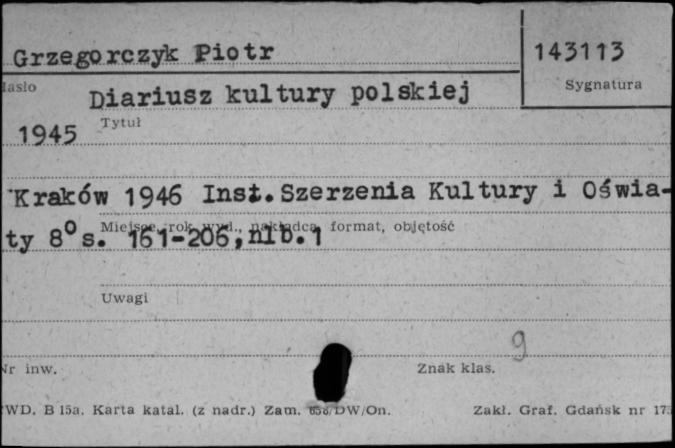 Grzegorczyk Piotr
143113
Hasło
Sygnatura
Diariusz kultury polskiej
Tytuł
1945
Kraków 1946 Inst. Szerzenia Kultury i Oświa-
Miejsce, rok wyd., nakładca, format, objętość
ty 8° s. 161-206, nlb. 1
Uwagi
9
Nr inw.
Znak klas.
WD. B 15a. Karta katal. (z nadr.) Zam. DW/On.
Zakł. Graf. Gdańsk nr 175